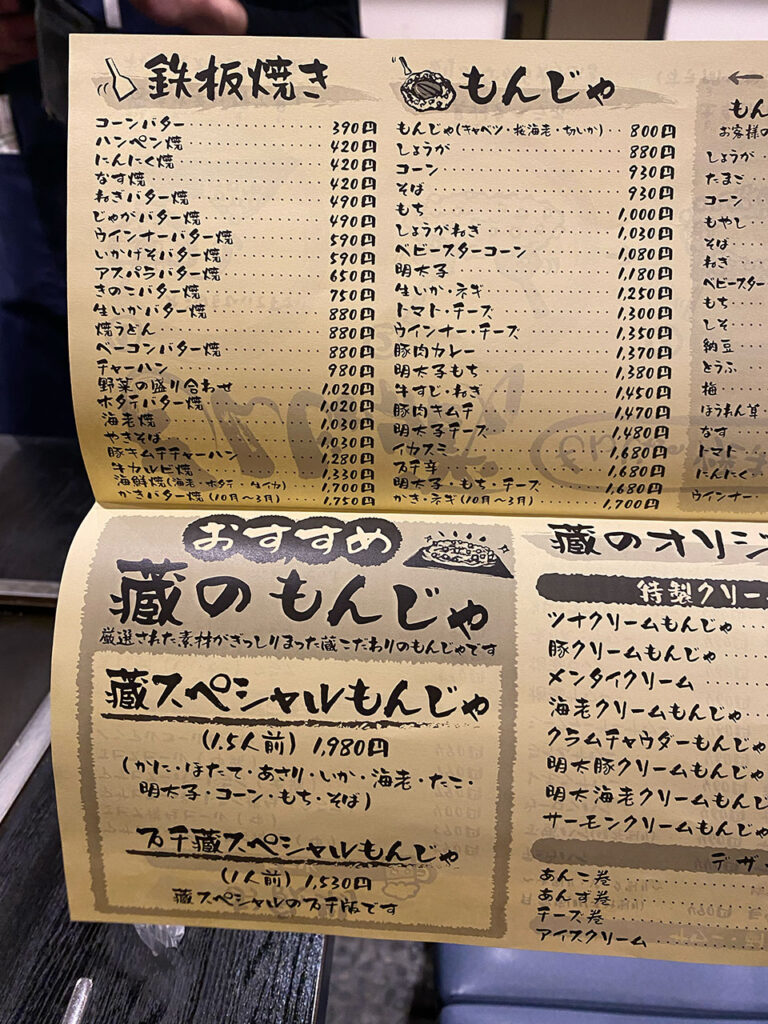 鉄板焼き
コーンバター 390円
ハンペン焼 420円
にんにく焼 420円
なす焼 420円
ねぎバター焼 490円
じゃがバター焼 490円
ウインナーバター焼 590円
いかげそバター焼 590円
アスパラバター焼 650円
きのこバター焼 750円
生いかバター焼 880円
焼うどん 880円
ベーコンバター焼 880円
チャーハン 980円
野菜の盛り合わせ 1,020円
ホタテバター焼 1,020円
海老焼 1,030円
やきそば 1,030円
豚キムチチャーハン 1,280円
牛カルビ焼 1,330円
海鮮焼(海老・ホタテ・生イカ) 1,700円
かきバター焼(10月〜3月) 1,750円
もんじゃ
もんじゃ(キャベツ・桜海老・切いか) 800円
しょうが 880円
コーン 930円
そば 930円
もち 1,000円
しょうがねぎ 1,030円
ベビースターコーン 1,080円
明太子 1,180円
生いか・ネギ 1,250円
トマト・チーズ 1,300円
ウインナー・チーズ 1,350円
豚肉カレー 1,370円
明太子もち 1,380円
牛すじ・ねぎ 1,450円
豚肉キムチ 1,470円
明太子チーズ 1,480円
イカスミ 1,680円
プチ辛 1,680円
明太子・もち・チーズ 1,680円
かき・ネギ(10月〜3月) 1,700円
←
もん
お客様の
しょうが
たまご
コーン
もやし
そば
ねぎ
ベビースター
もち
しそ
納豆
とうふ
梅
ほうれん草
なす
トマト
にんにく
ウインナー
おすすめ
蔵のもんじゃ
厳選された素材がぎっしりまった蔵こだわりのもんじゃです
蔵スペシャルもんじゃ
(1.5人前) 1,980円
(かに・ほたて・あさり・いか・海老・たこ・
明太子・コーン・もち・そば)
プチ蔵スペシャルもんじゃ
(1人前) 1,530円
蔵スペシャルのプチ版です
蔵のオリジ
特製クリー
ツナクリームもんじゃ
豚クリームもんじゃ
メンタイクリーム
海老クリームもんじゃ
クラムチャウダーもんじゃ
明太豚クリームもんじゃ
明太海老クリームもんじ
サーモンクリームもんじゃ
デザ
あんこ巻
あんず巻
チーズ巻
アイスクリーム